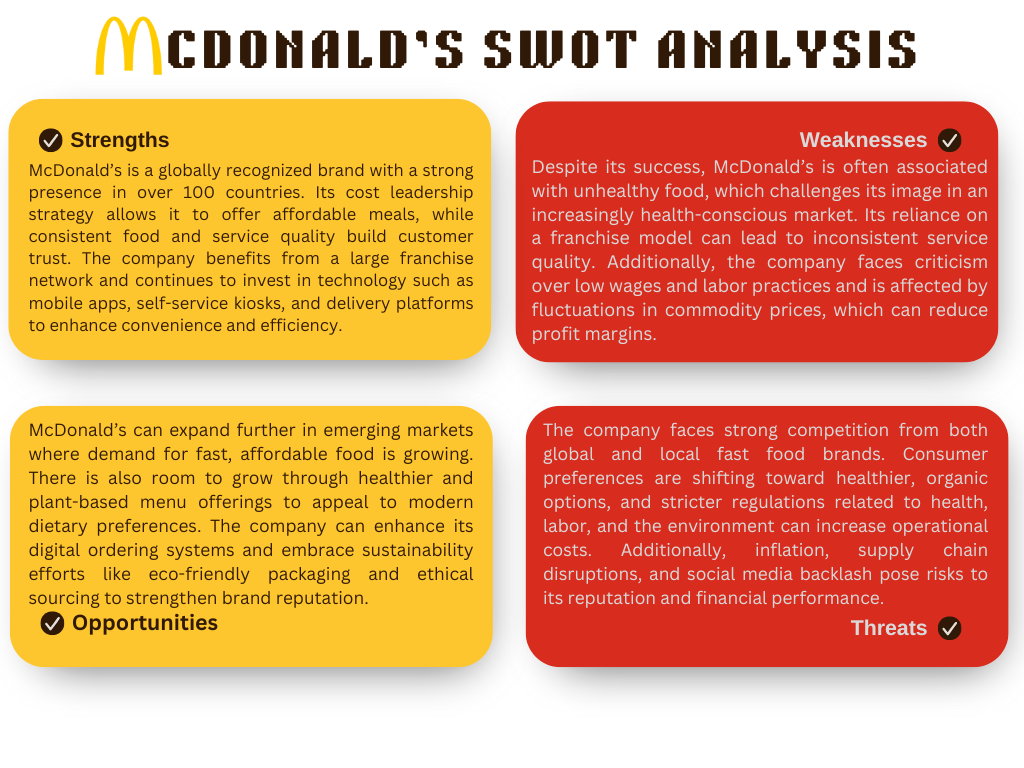 MCDONALD'S SWOT ANALYSIS
Strengths
McDonald's is a globally recognized brand with a strong
presence in over 100 countries. Its cost leadership
strategy allows it to offer affordable meals, while
consistent food and service quality build customer
trust. The company benefits from a large franchise
network and continues to invest in technology such as
mobile apps, self-service kiosks, and delivery platforms
to enhance convenience and efficiency.
Weaknesses
Despite its success, McDonald's is often associated
with unhealthy food, which challenges its image in an
increasingly health-conscious market. Its reliance on
a franchise model can lead to inconsistent service
quality. Additionally, the company faces criticism
over low wages and labor practices and is affected by
fluctuations in commodity prices, which can reduce
profit margins.
McDonald's can expand further in emerging markets
where demand for fast, affordable food is growing.
There is also room to grow through healthier and
plant-based menu offerings to appeal to modern
dietary preferences. The company can enhance its
digital ordering systems and embrace sustainability
efforts like eco-friendly packaging and ethical
sourcing to strengthen brand reputation.
Opportunities
The company faces strong competition from both
global and local fast food brands. Consumer
preferences are shifting toward healthier, organic
options, and stricter regulations related to health,
labor, and the environment can increase operational
costs. Additionally, inflation, supply chain
disruptions, and social media backlash pose risks to
its reputation and financial performance.
Threats